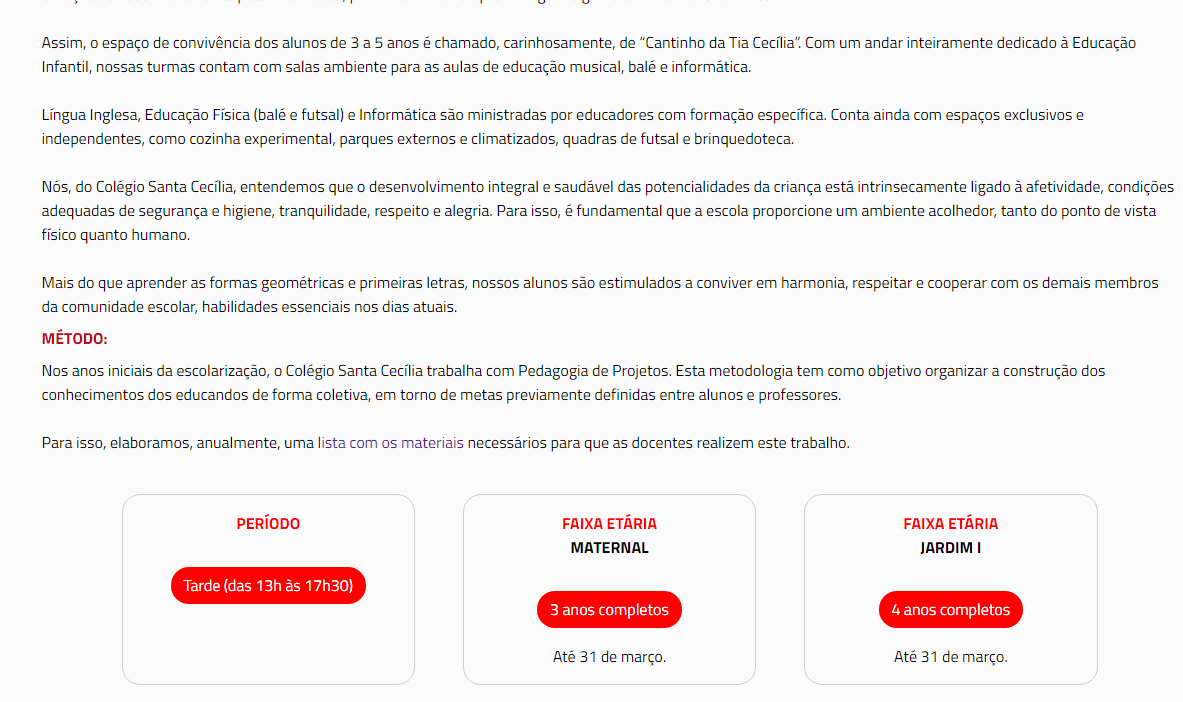 Assim, o espaço de convivência dos alunos de 3 a 5 anos é chamado, carinhosamente, de “Cantinho da Tia Cecília”. Com um andar inteiramente dedicado à Educação
Infantil, nossas turmas contam com salas ambiente para as aulas de educação musical, balé e informática.
Língua Inglesa, Educação Física (balé e futsal) e Informática são ministradas por educadores com formação específica. Conta ainda com espaços exclusivos e
independentes, como cozinha experimental, parques externos e climatizados, quadras de futsal e brinquedoteca.
Nós, do Colégio Santa Cecília, entendemos que o desenvolvimento integral e saudável das potencialidades da criança está intrinsecamente ligado à afetividade, condições
adequadas de segurança e higiene, tranquilidade, respeito e alegria. Para isso, é fundamental que a escola proporcione um ambiente acolhedor, tanto do ponto de vista
físico quanto humano.
Mais do que aprender as formas geométricas e primeiras letras, nossos alunos são estimulados a conviver em harmonia, respeitar e cooperar com os demais membros
da comunidade escolar, habilidades essenciais nos dias atuais.
MÉTODO:
Nos anos iniciais da escolarização, o Colégio Santa Cecília trabalha com Pedagogia de Projetos. Esta metodologia tem como objetivo organizar a construção dos
conhecimentos dos educandos de forma coletiva, em torno de metas previamente definidas entre alunos e professores.
Para isso, elaboramos, anualmente, uma lista com os materiais necessários para que as docentes realizem este trabalho.
PERÍODO
Tarde (das 13h às 17h30)
FAIXA ETÁRIA
MATERNAL
3 anos completos
Até 31 de março.
FAIXA ETÁRIA
JARDIM I
4 anos completos
Até 31 de março.